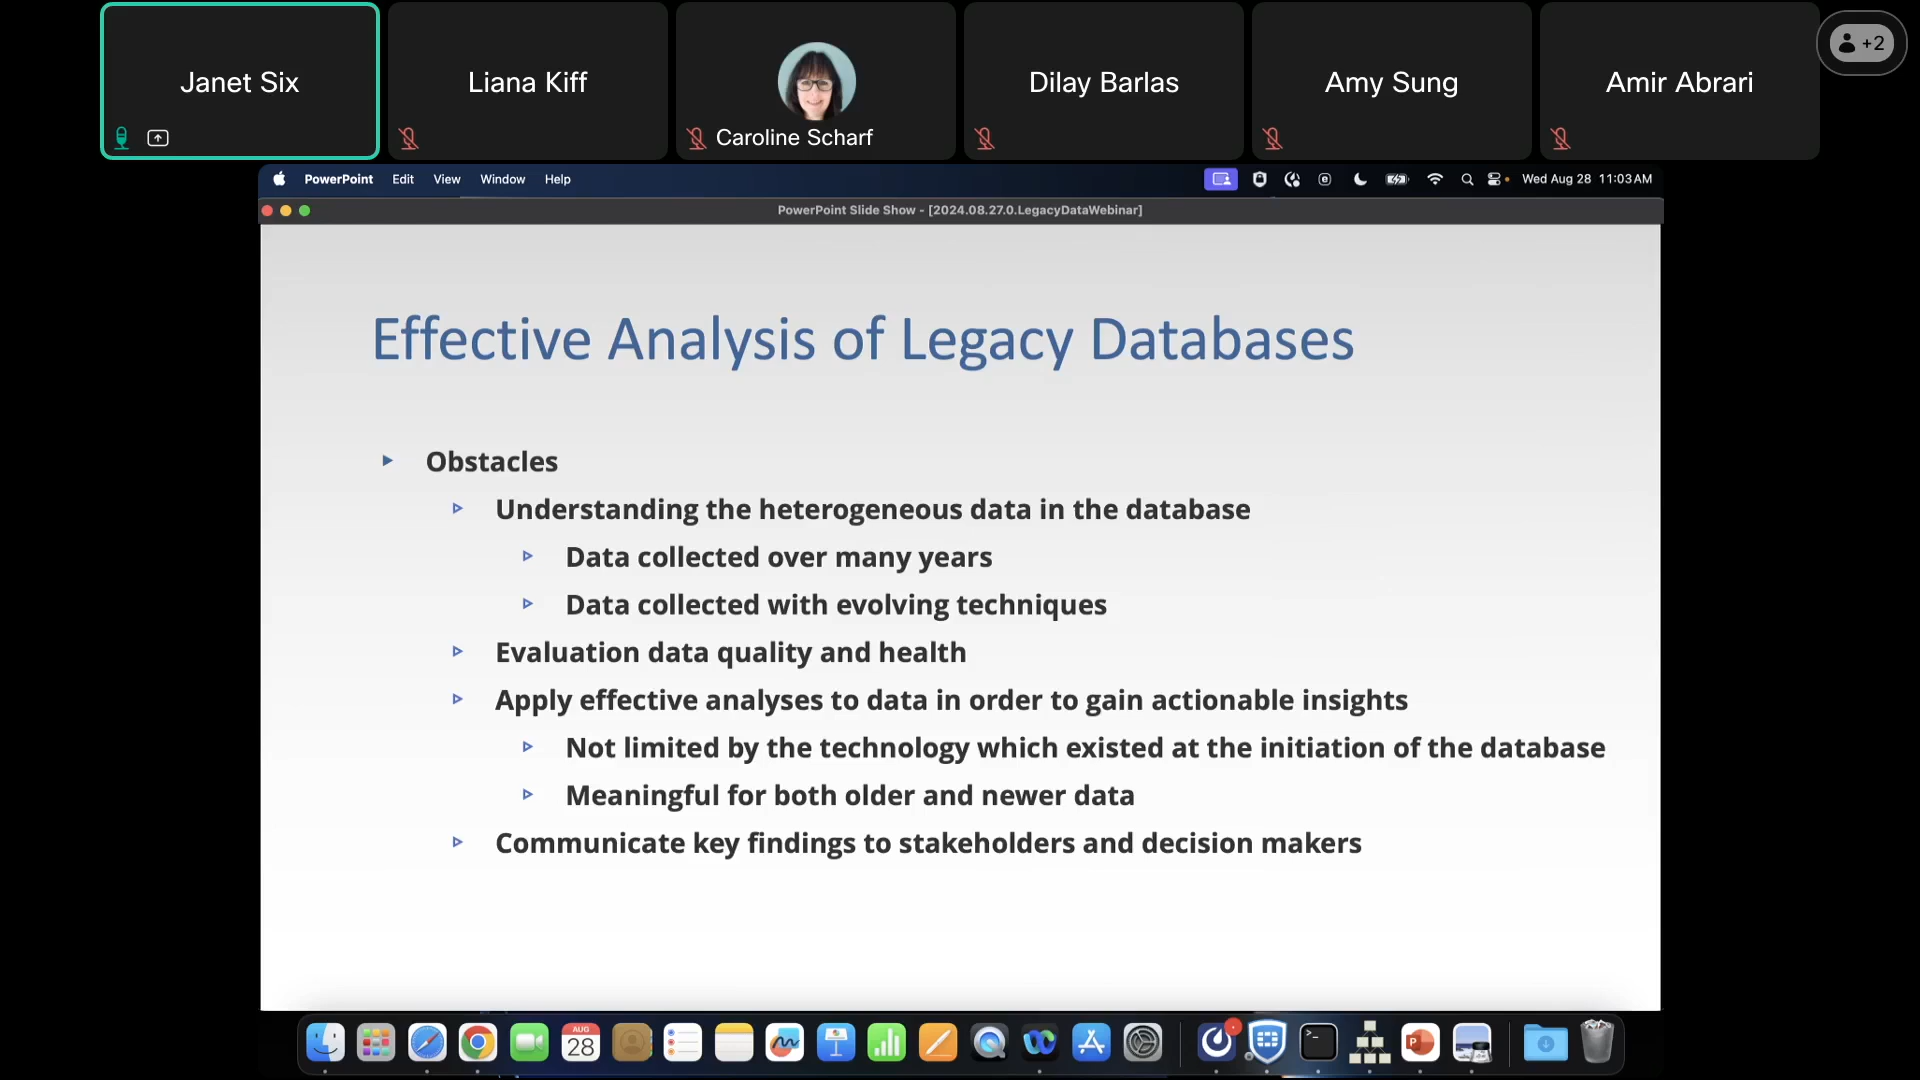 Janet Six
Liana Kiff
Caroline Scharf
Dilay Barlas
Amy Sung
Amir Abrari
+2
PowerPoint Edit View Window Help
Wed Aug 28 11:03AM
PowerPoint Slide Show - [2024.08.27.0.LegacyDataWebinar]
Effective Analysis of Legacy Databases
Obstacles
Understanding the heterogeneous data in the database
Data collected over many years
Data collected with evolving techniques
Evaluation data quality and health
Apply effective analyses to data in order to gain actionable insights
Not limited by the technology which existed at the initiation of the database
Meaningful for both older and newer data
Communicate key findings to stakeholders and decision makers
AUG
28